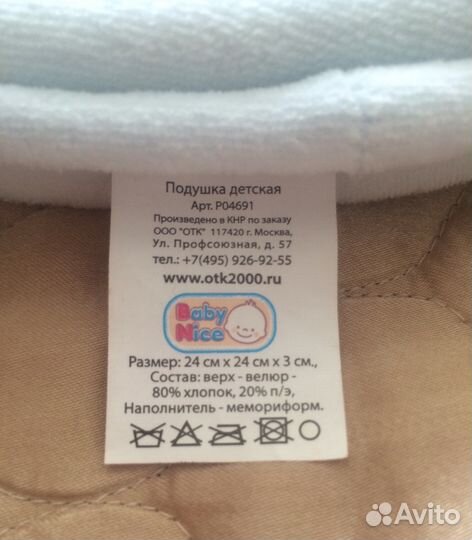 Подушка детская
Арт. P04691
Произведено в КНР по заказу
ООО "ОТК" 117420 г. Москва,
Ул. Профсоюзная, д. 57
тел.: +7(495) 926-92-55
www.otk2000.ru
Baby
Nice
Размер: 24 см х 24 см х 3 см.,
Состав: верх - велюр -
80% хлопок, 20% п/э,
Наполнитель - мемориформ.
Avito